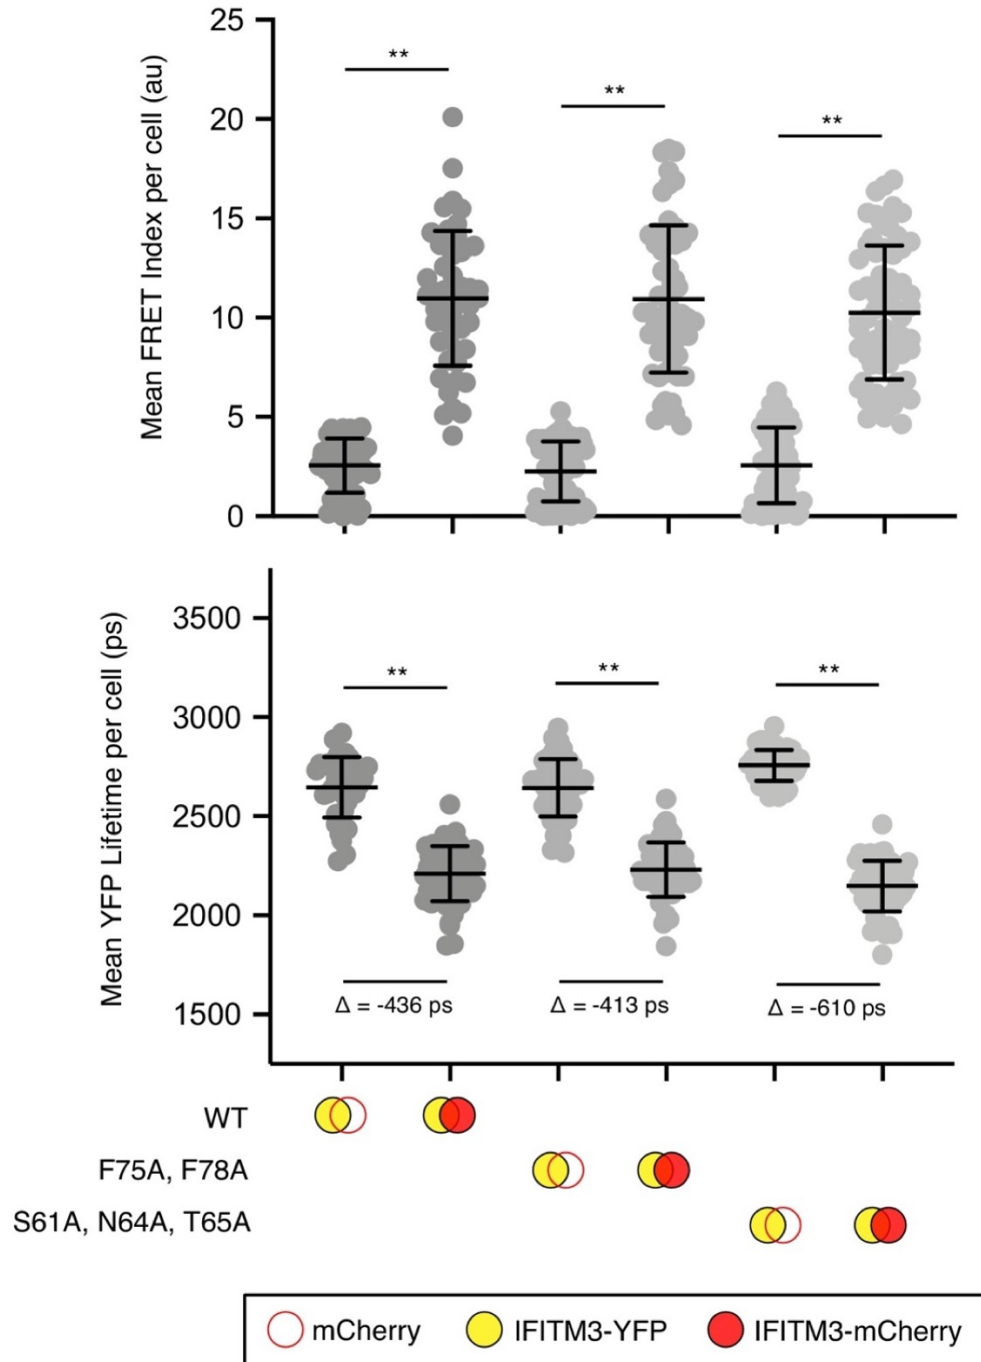 25
20
15
10
5
0
Mean FRET Index per cell (au)
**
**
**
3500
3000
2500
2000
1500
Mean YFP Lifetime per cell (ps)
**
**
**
Δ = -436 ps
Δ = -413 ps
Δ = -610 ps
WT
F75A, F78A
S61A, N64A, T65A
mCherry IFITM3-YFP IFITM3-mCherry